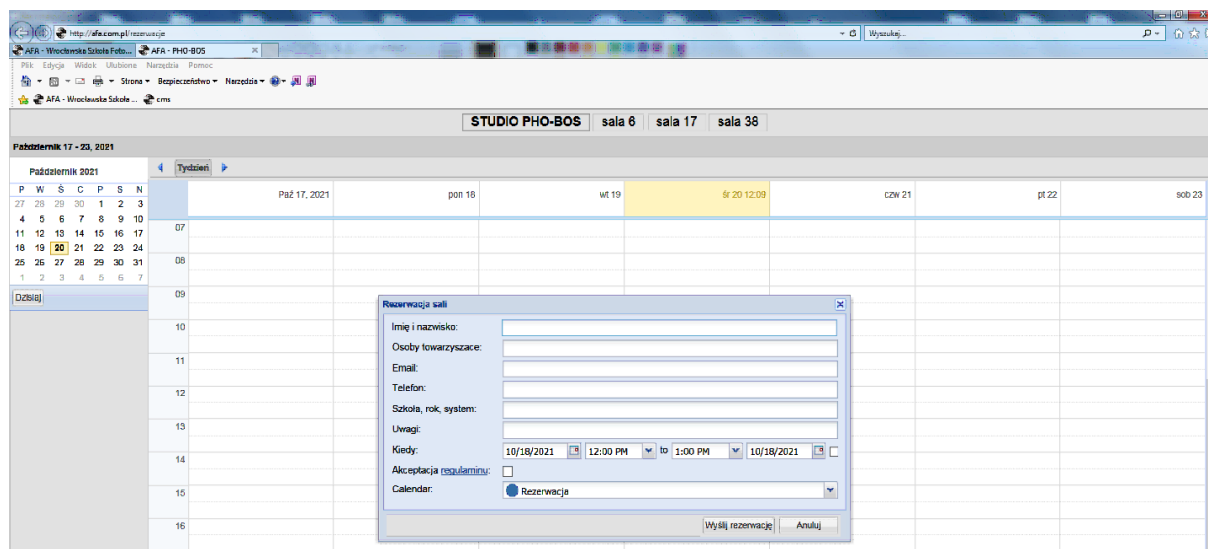 http://afa.com.pl/rezerwacje
Wyszukaj...
AFA - Wrocławska Szkoła Foto...
AFA - PHO-BOS
Plik Edycja Widok Ulubione Narzędzia Pomoc
Strona Bezpieczeństwo Narzędzia
AFA - Wrocławska Szkoła ... cms
STUDIO PHO-BOS sala 6 sala 17 sala 38
Październik 17 - 23, 2021
Październik 2021
Tydzień
P W Ś C P S N
27 28 29 30 1 2 3
4 5 6 7 8 9 10
11 12 13 14 15 16 17
18 19 20 21 22 23 24
25 26 27 28 29 30 31
1 2 3 4 5 6 7
Dzisiaj
Paź 17, 2021 pon 18 wt 19 śr 20 12:09 czw 21 pt 22 sob 23
07
08
09
10
11
12
13
14
15
16
Rezerwacja sali
Imię i nazwisko:
Osoby towarzyszace:
Email:
Telefon:
Szkoła, rok, system:
Uwagi:
Kiedy: 10/18/2021 12:00 PM to 1:00 PM 10/18/2021
Akceptacja regulaminu:
Calendar: Rezerwacja
Wyślij rezerwację Anuluj